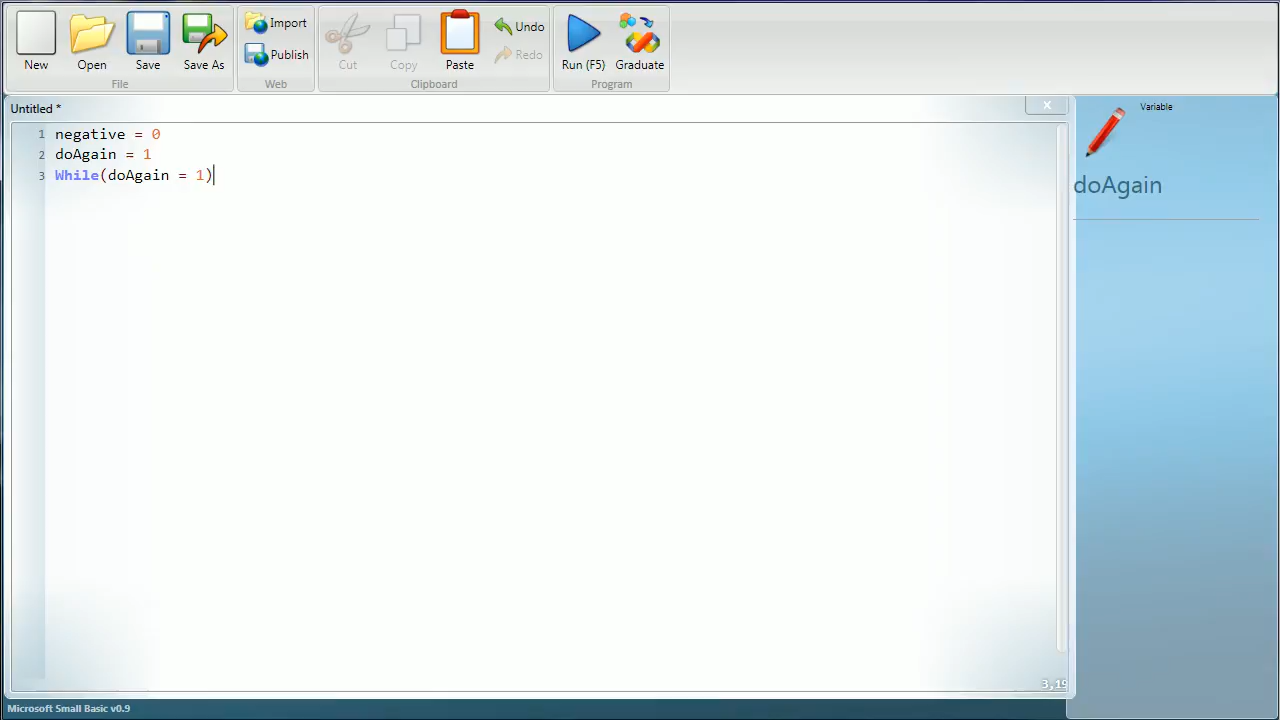 New
Open
Save
Save As
File
Import
Publish
Web
Cut
Copy
Paste
Undo
Redo
Clipboard
Run (F5)
Graduate
Program
Untitled *
x
1 negative = 0
2 doAgain = 1
3 While(doAgain = 1)
3,19
Variable
doAgain
Microsoft Small Basic v0.9